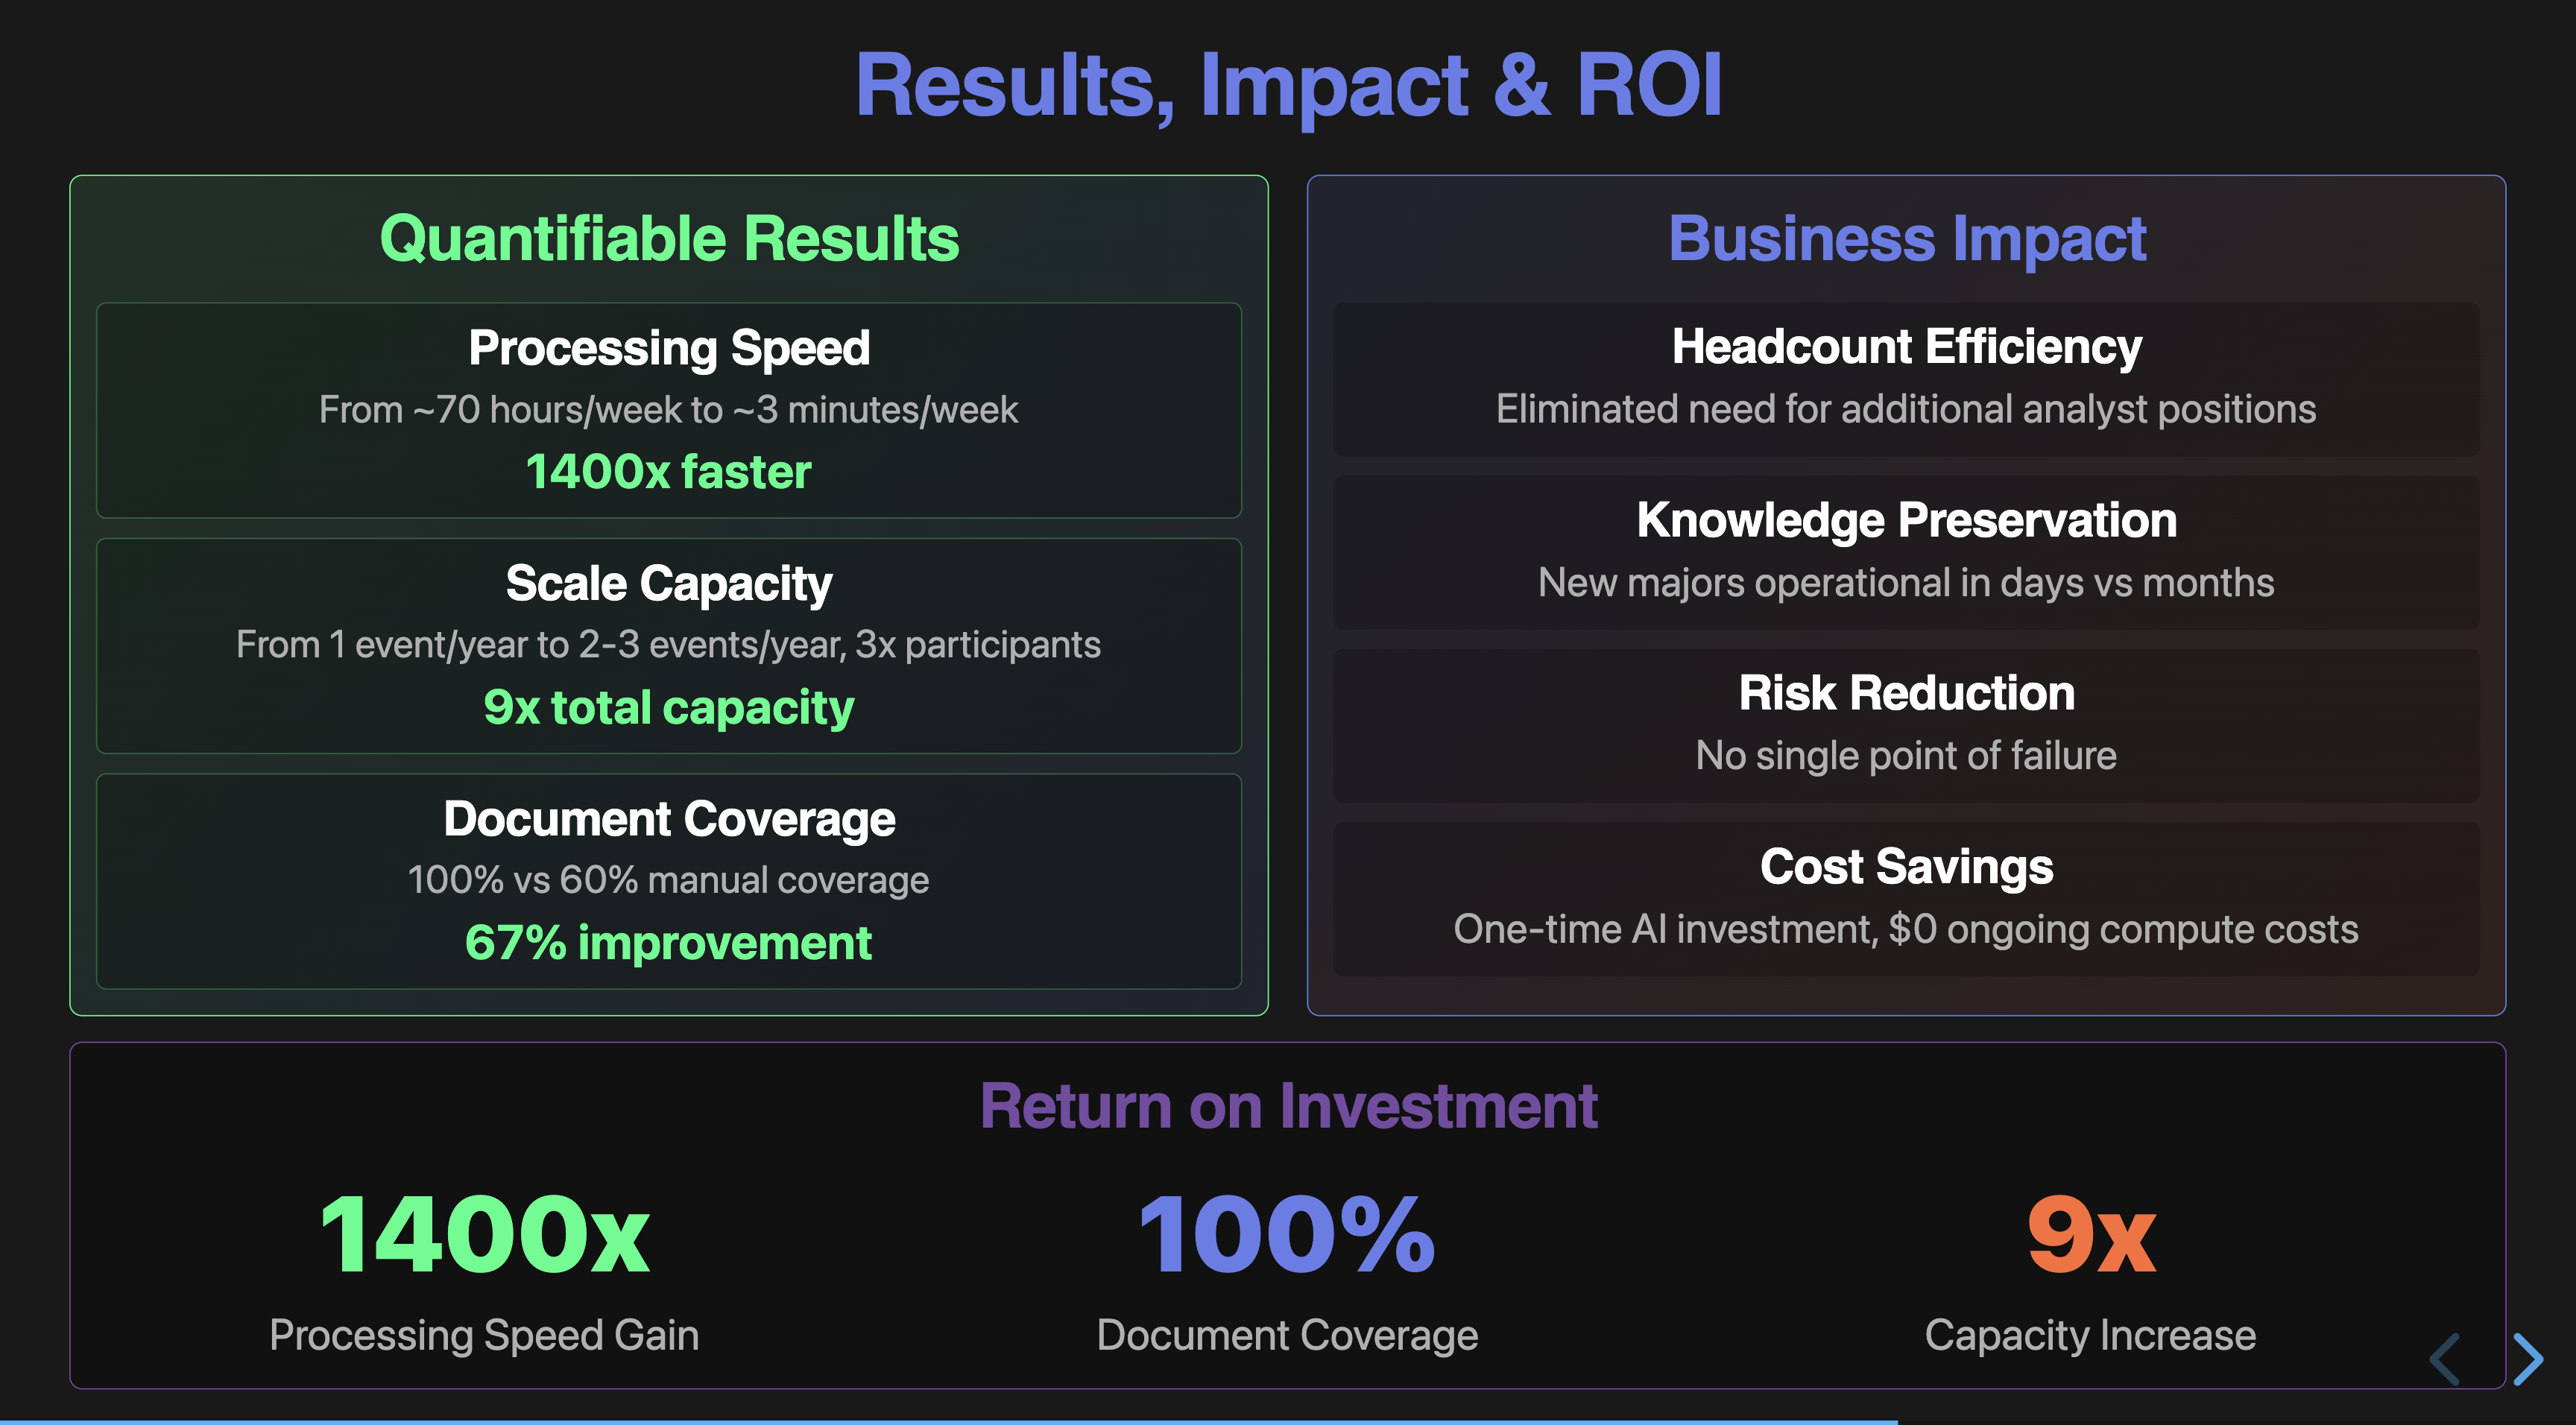 Results, Impact & ROI
Quantifiable Results
Processing Speed
From ~70 hours/week to ~3 minutes/week
1400x faster
Scale Capacity
From 1 event/year to 2-3 events/year, 3x participants
9x total capacity
Document Coverage
100% vs 60% manual coverage
67% improvement
Business Impact
Headcount Efficiency
Eliminated need for additional analyst positions
Knowledge Preservation
New majors operational in days vs months
Risk Reduction
No single point of failure
Cost Savings
One-time AI investment, $0 ongoing compute costs
Return on Investment
1400x
Processing Speed Gain
100%
Document Coverage
9x
Capacity Increase